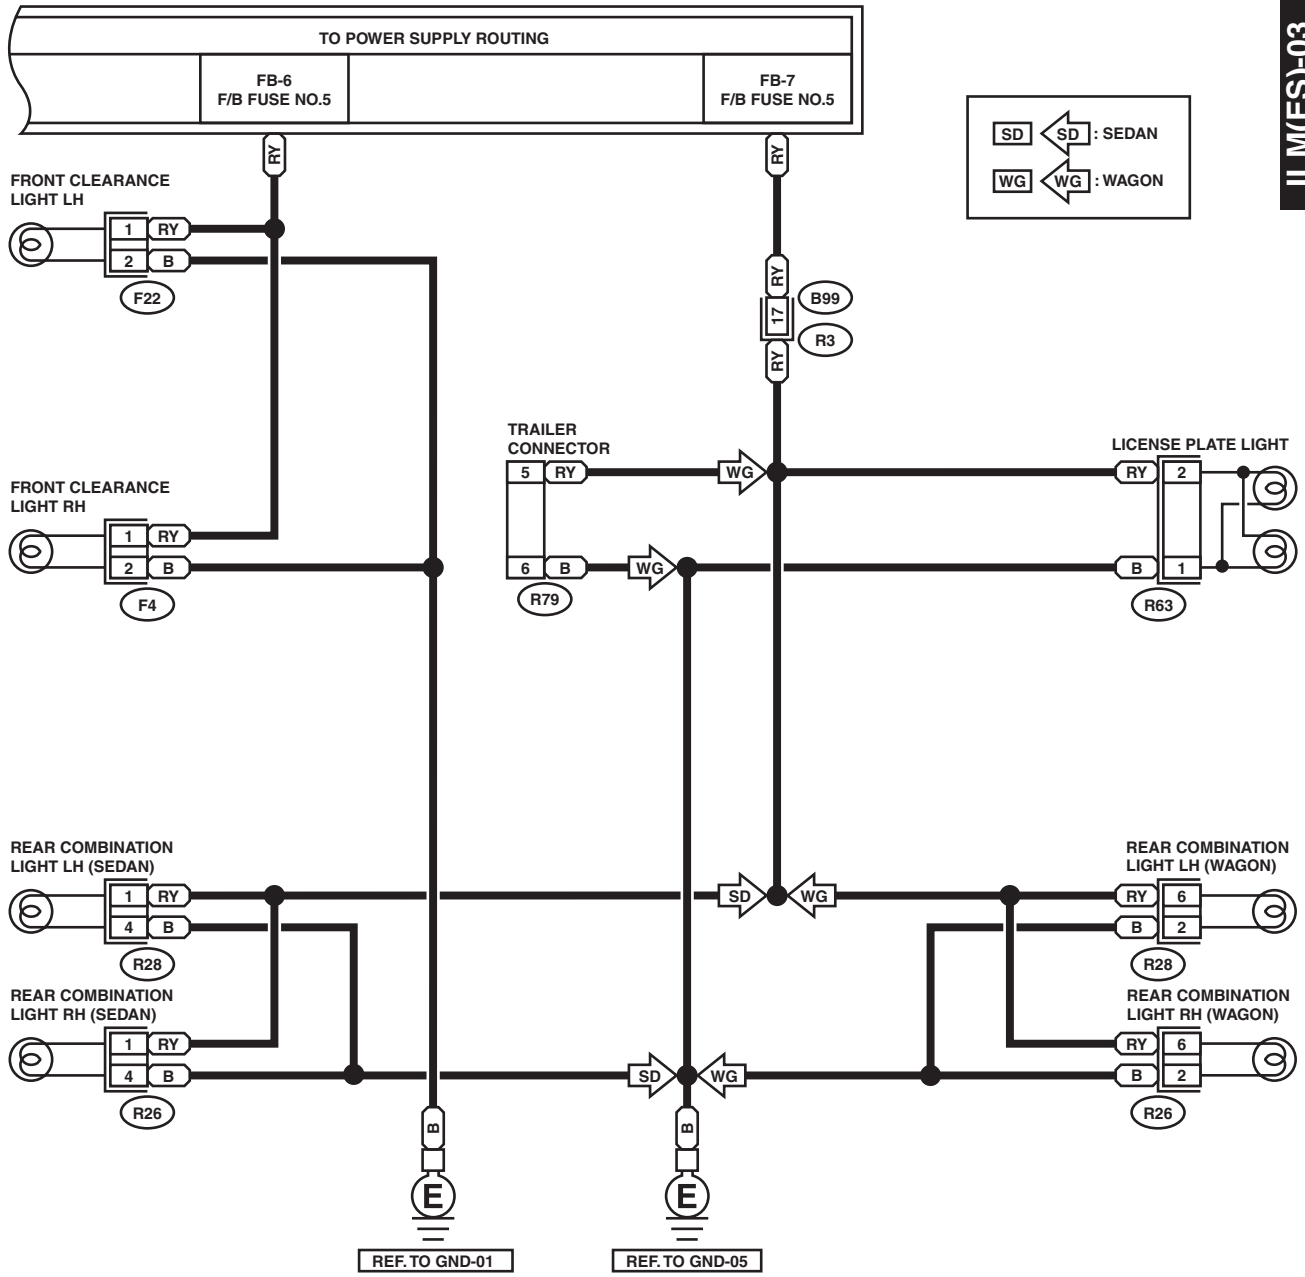 TO POWER SUPPLY ROUTING
FB-6
F/B FUSE NO.5
FB-7
F/B FUSE NO.5
SD SD : SEDAN
WG WG : WAGON
RY
RY
FRONT CLEARANCE
LIGHT LH
1 RY
2 B
F22
RY
17
B99
R3
RY
TRAILER
CONNECTOR
5 RY
WG
6 B
WG
R79
LICENSE PLATE LIGHT
RY 2
B 1
R63
FRONT CLEARANCE
LIGHT RH
1 RY
2 B
F4
REAR COMBINATION
LIGHT LH (SEDAN)
1 RY
4 B
R28
SD WG
REAR COMBINATION
LIGHT LH (WAGON)
RY 6
B 2
R28
REAR COMBINATION
LIGHT RH (SEDAN)
1 RY
4 B
R26
SD WG
REAR COMBINATION
LIGHT RH (WAGON)
RY 6
B 2
R26
B
B
E
E
REF. TO GND-01
REF. TO GND-05